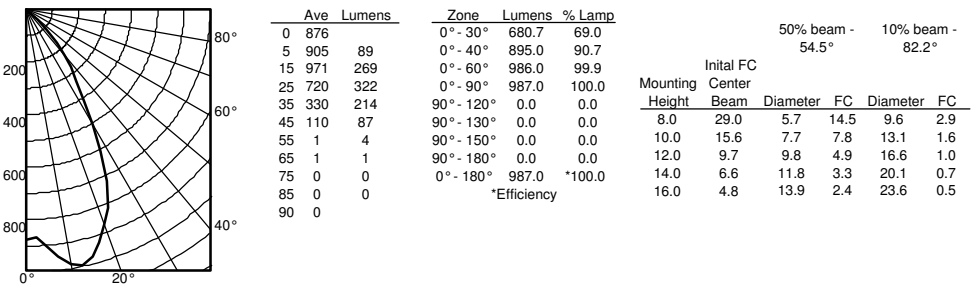 80°
200
60°
400
600
800
40°
0° 20°
Ave Lumens
0 876
5 905 89
15 971 269
25 720 322
35 330 214
45 110 87
55 1 4
65 1 1
75 0 0
85 0 0
90 0
Zone Lumens % Lamp
0° - 30° 680.7 69.0
0° - 40° 895.0 90.7
0° - 60° 986.0 99.9
0° - 90° 987.0 100.0
90° - 120° 0.0 0.0
90° - 130° 0.0 0.0
90° - 150° 0.0 0.0
90° - 180° 0.0 0.0
0° - 180° 987.0 *100.0
*Efficiency
50% beam - 10% beam -
54.5° 82.2°
Inital FC
Mounting Center
Height Beam Diameter FC Diameter FC
8.0 29.0 5.7 14.5 9.6 2.9
10.0 15.6 7.7 7.8 13.1 1.6
12.0 9.7 9.8 4.9 16.6 1.0
14.0 6.6 11.8 3.3 20.1 0.7
16.0 4.8 13.9 2.4 23.6 0.5